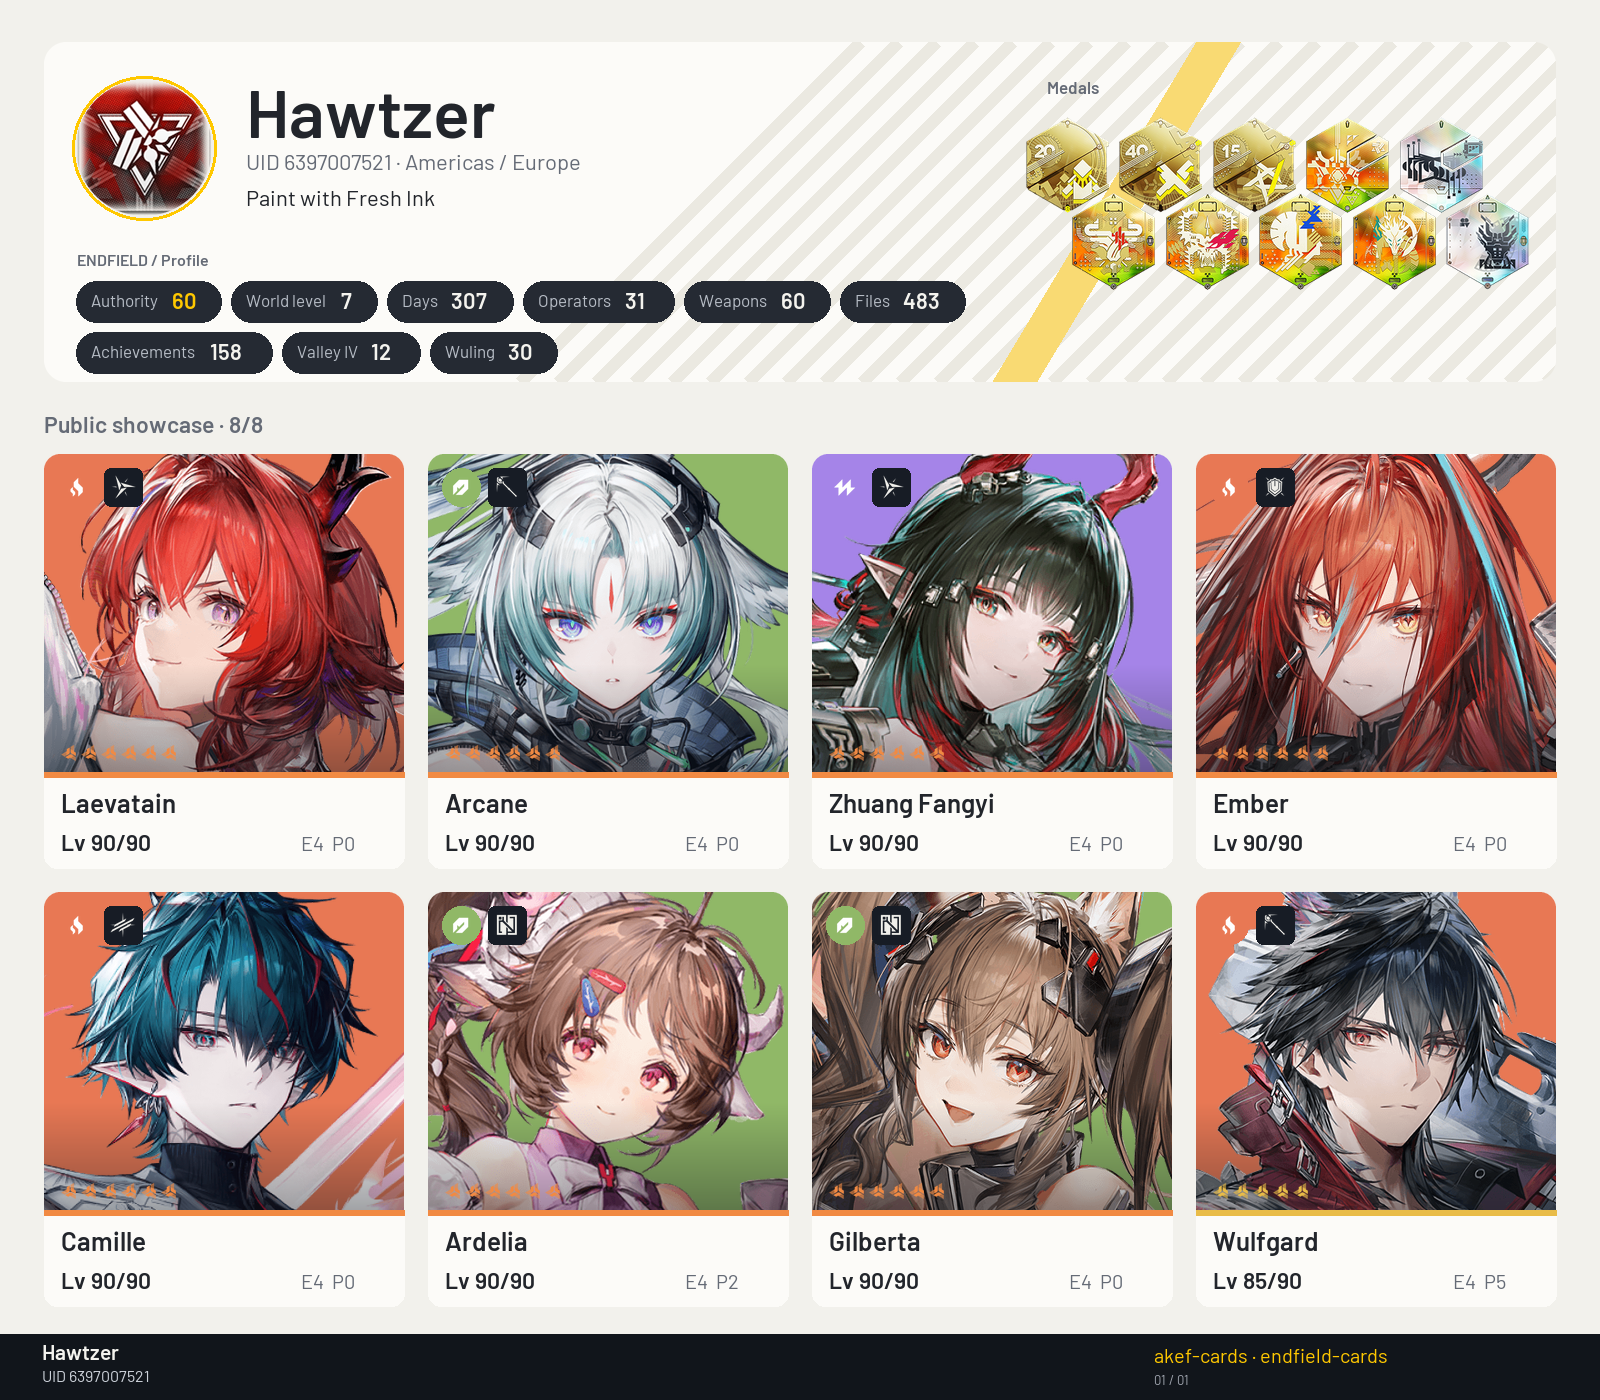 Hawtzer
UID 6397007521 · Americas / Europe
Paint with Fresh Ink
Medals
20
40
15
ENDFIELD / Profile
Authority 60
World level 7
Days 307
Operators 31
Weapons 60
Files 483
Achievements 158
Valley IV 12
Wuling 30
Public showcase · 8/8
Laevatain
Lv 90/90 E4 P0
Arcane
Lv 90/90 E4 P0
Zhuang Fangyi
Lv 90/90 E4 P0
Ember
Lv 90/90 E4 P0
Camille
Lv 90/90 E4 P0
Ardelia
Lv 90/90 E4 P2
Gilberta
Lv 90/90 E4 P0
Wulfgard
Lv 85/90 E4 P5
Hawtzer
UID 6397007521
akef-cards · endfield-cards
01 / 01